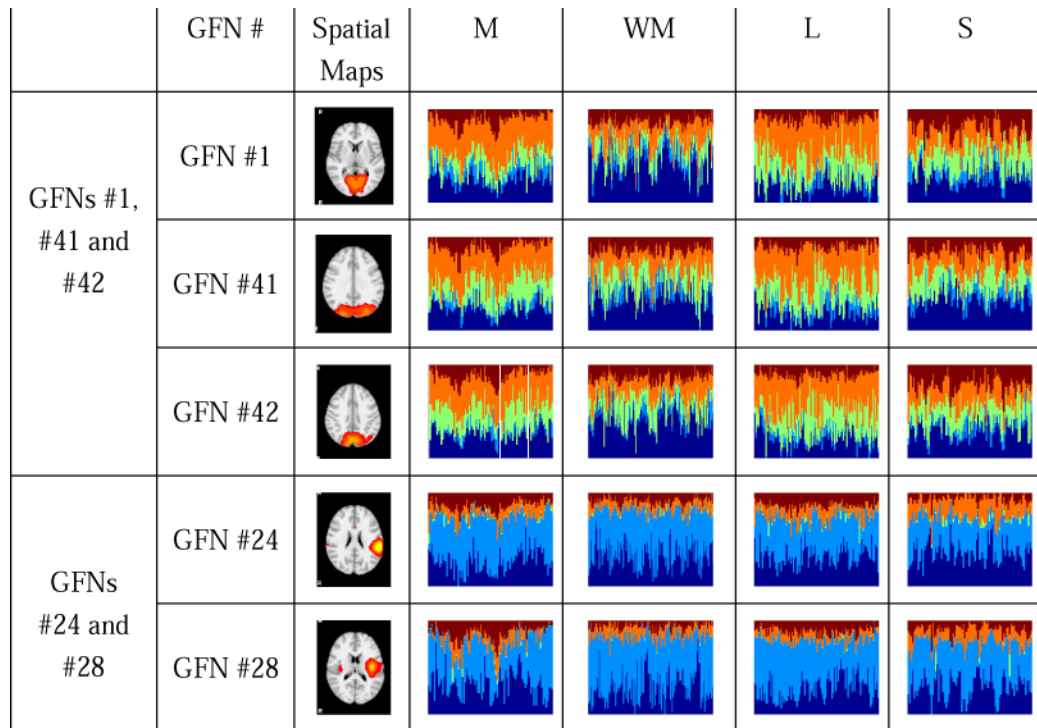 GFN # Spatial Maps M WM L S
GFNs #1, #41 and #42
GFN #1
GFN #41
GFN #42
GFNs #24 and #28
GFN #24
GFN #28